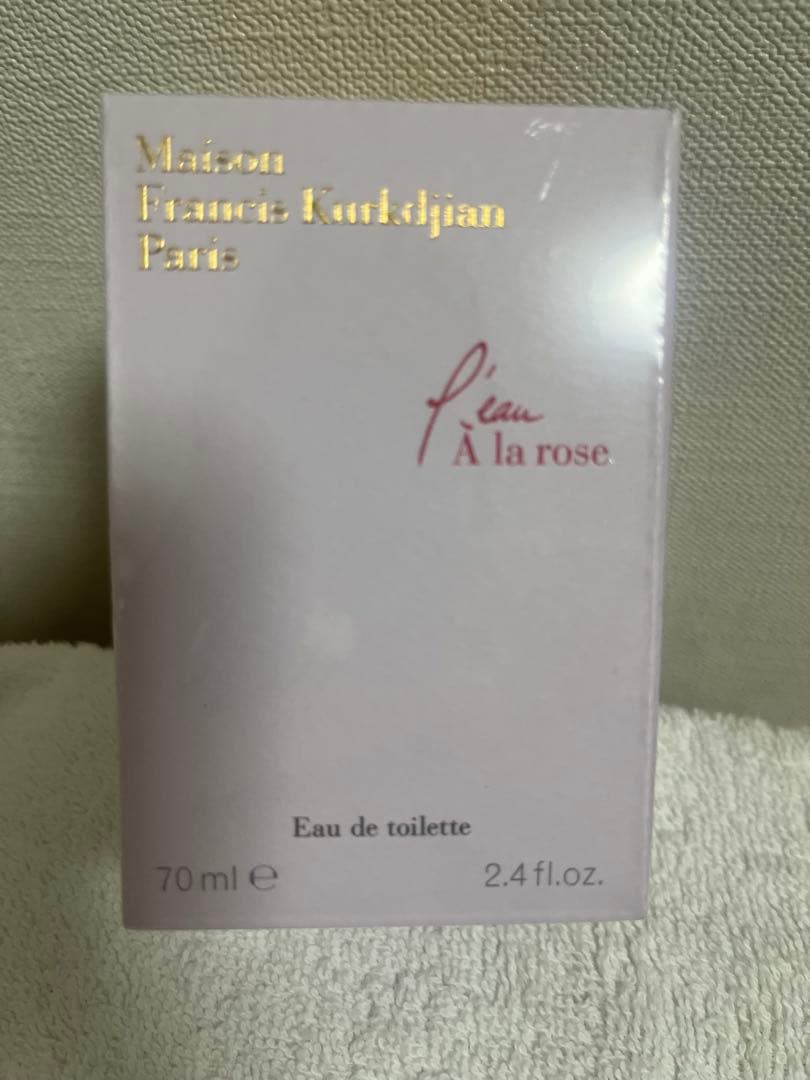 Maison
Francis Kurkdjian
Paris
l'eau
À la rose
Eau de toilette
70 ml ℮
2.4 fl.oz.